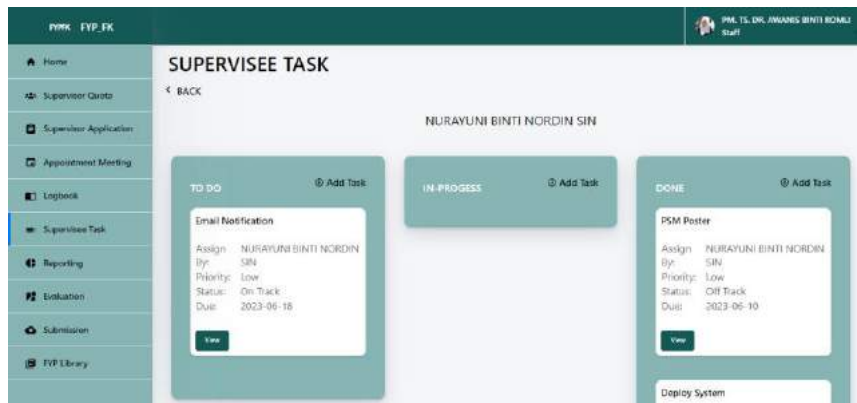 FYP_FK
PM. TS. DR. AWANIS BINTI ROMLI
Staff
Home
Supervisor Quota
Supervisor Application
Appointment Meeting
Logbook
Supervisee Task
Reporting
Evaluation
Submission
FYP Library
SUPERVISEE TASK
BACK
NURAYUNI BINTI NORDIN SIN
TO DO
Add Task
Email Notification
Assign By: NURAYUNI BINTI NORDIN SIN
Priority: Low
Status: On Track
Due: 2023-06-18
View
IN-PROGESS
Add Task
DONE
Add Task
PSM Poster
Assign By: NURAYUNI BINTI NORDIN SIN
Priority: Low
Status: Off Track
Due: 2023-06-10
View
Deploy System